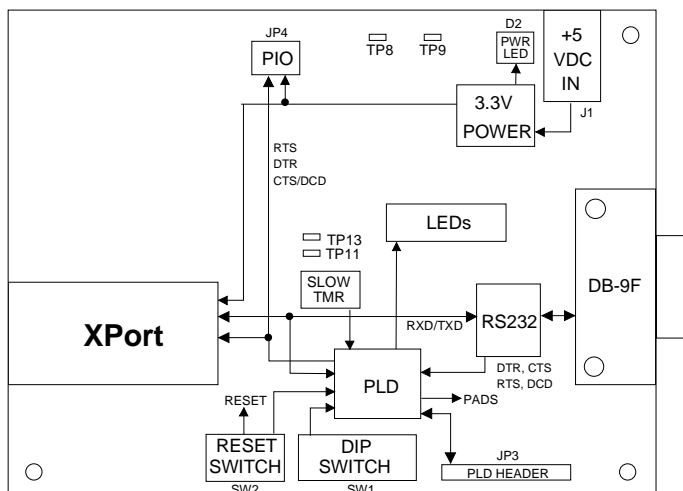 JP4
PIO
TP8
TP9
D2
PWR
LED
+5
VDC
IN
J1
3.3V
POWER
RTS
DTR
CTS/DCD
LEDs
TP13
TP11
SLOW
TMR
XPort
RXD/TXD
RS232
DB-9F
DTR, CTS
RTS, DCD
PLD
PADS
RESET
RESET
SWITCH
SW2
DIP
SWITCH
SW1
JP3
PLD HEADER